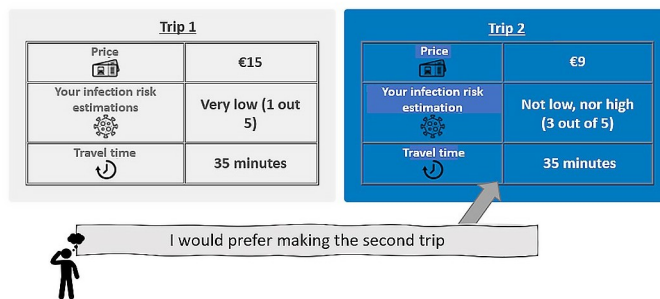 Trip 1
Price
€15
Your infection risk
estimations
Very low (1 out
5)
Travel time
35 minutes
Trip 2
Price
€9
Your infection risk
estimation
Not low, nor high
(3 out of 5)
Travel time
35 minutes
I would prefer making the second trip